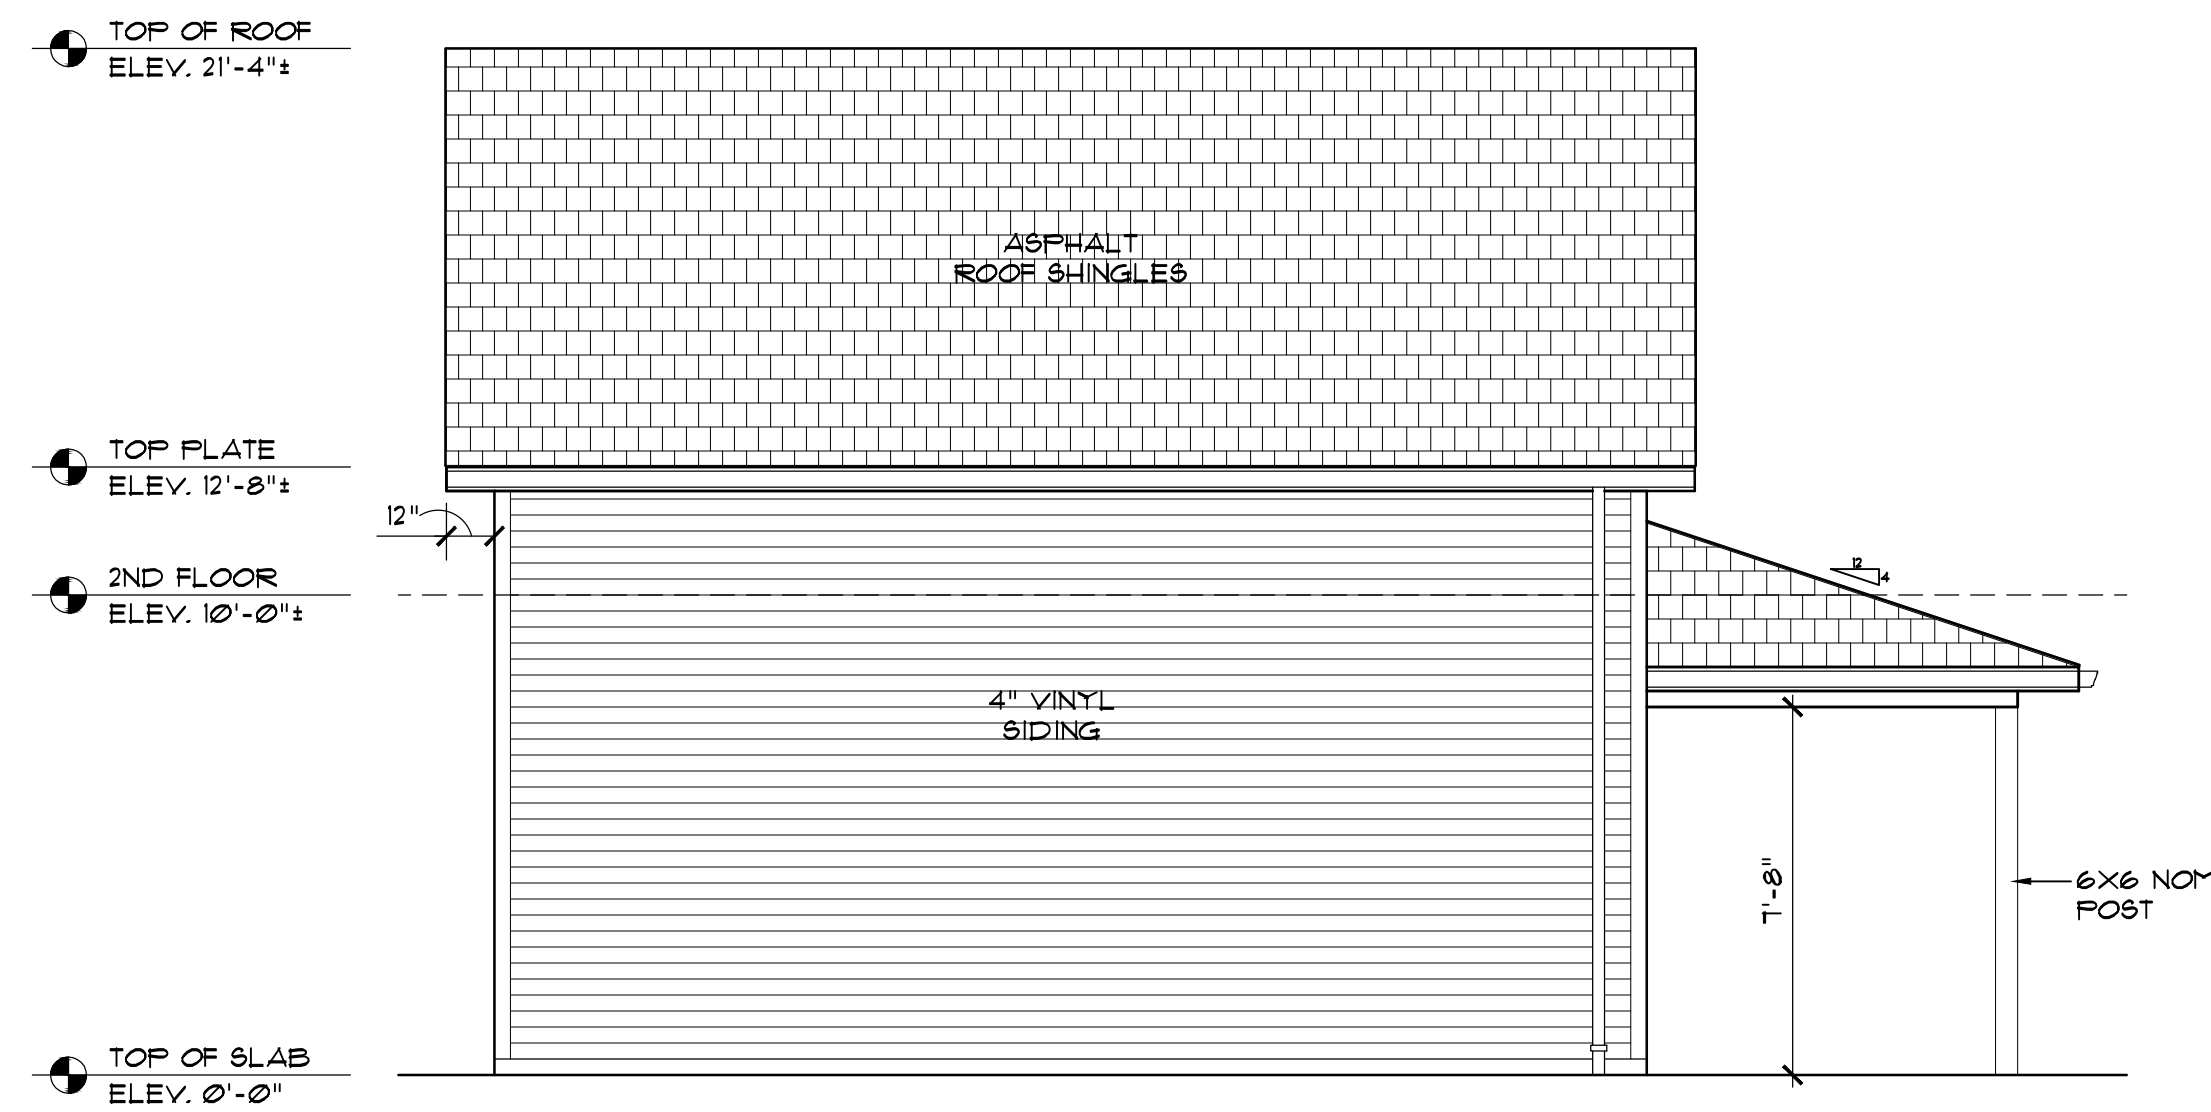 TOP OF ROOF
ELEV. 21'-4"±
ASPHALT
ROOF SHINGLES
TOP PLATE
ELEV. 12'-8"±
12"
2ND FLOOR
ELEV. 10'-0"±
12
4
4" VINYL
SIDING
7'-8"
6X6 NOM
POST
TOP OF SLAB
ELEV. 0'-0"